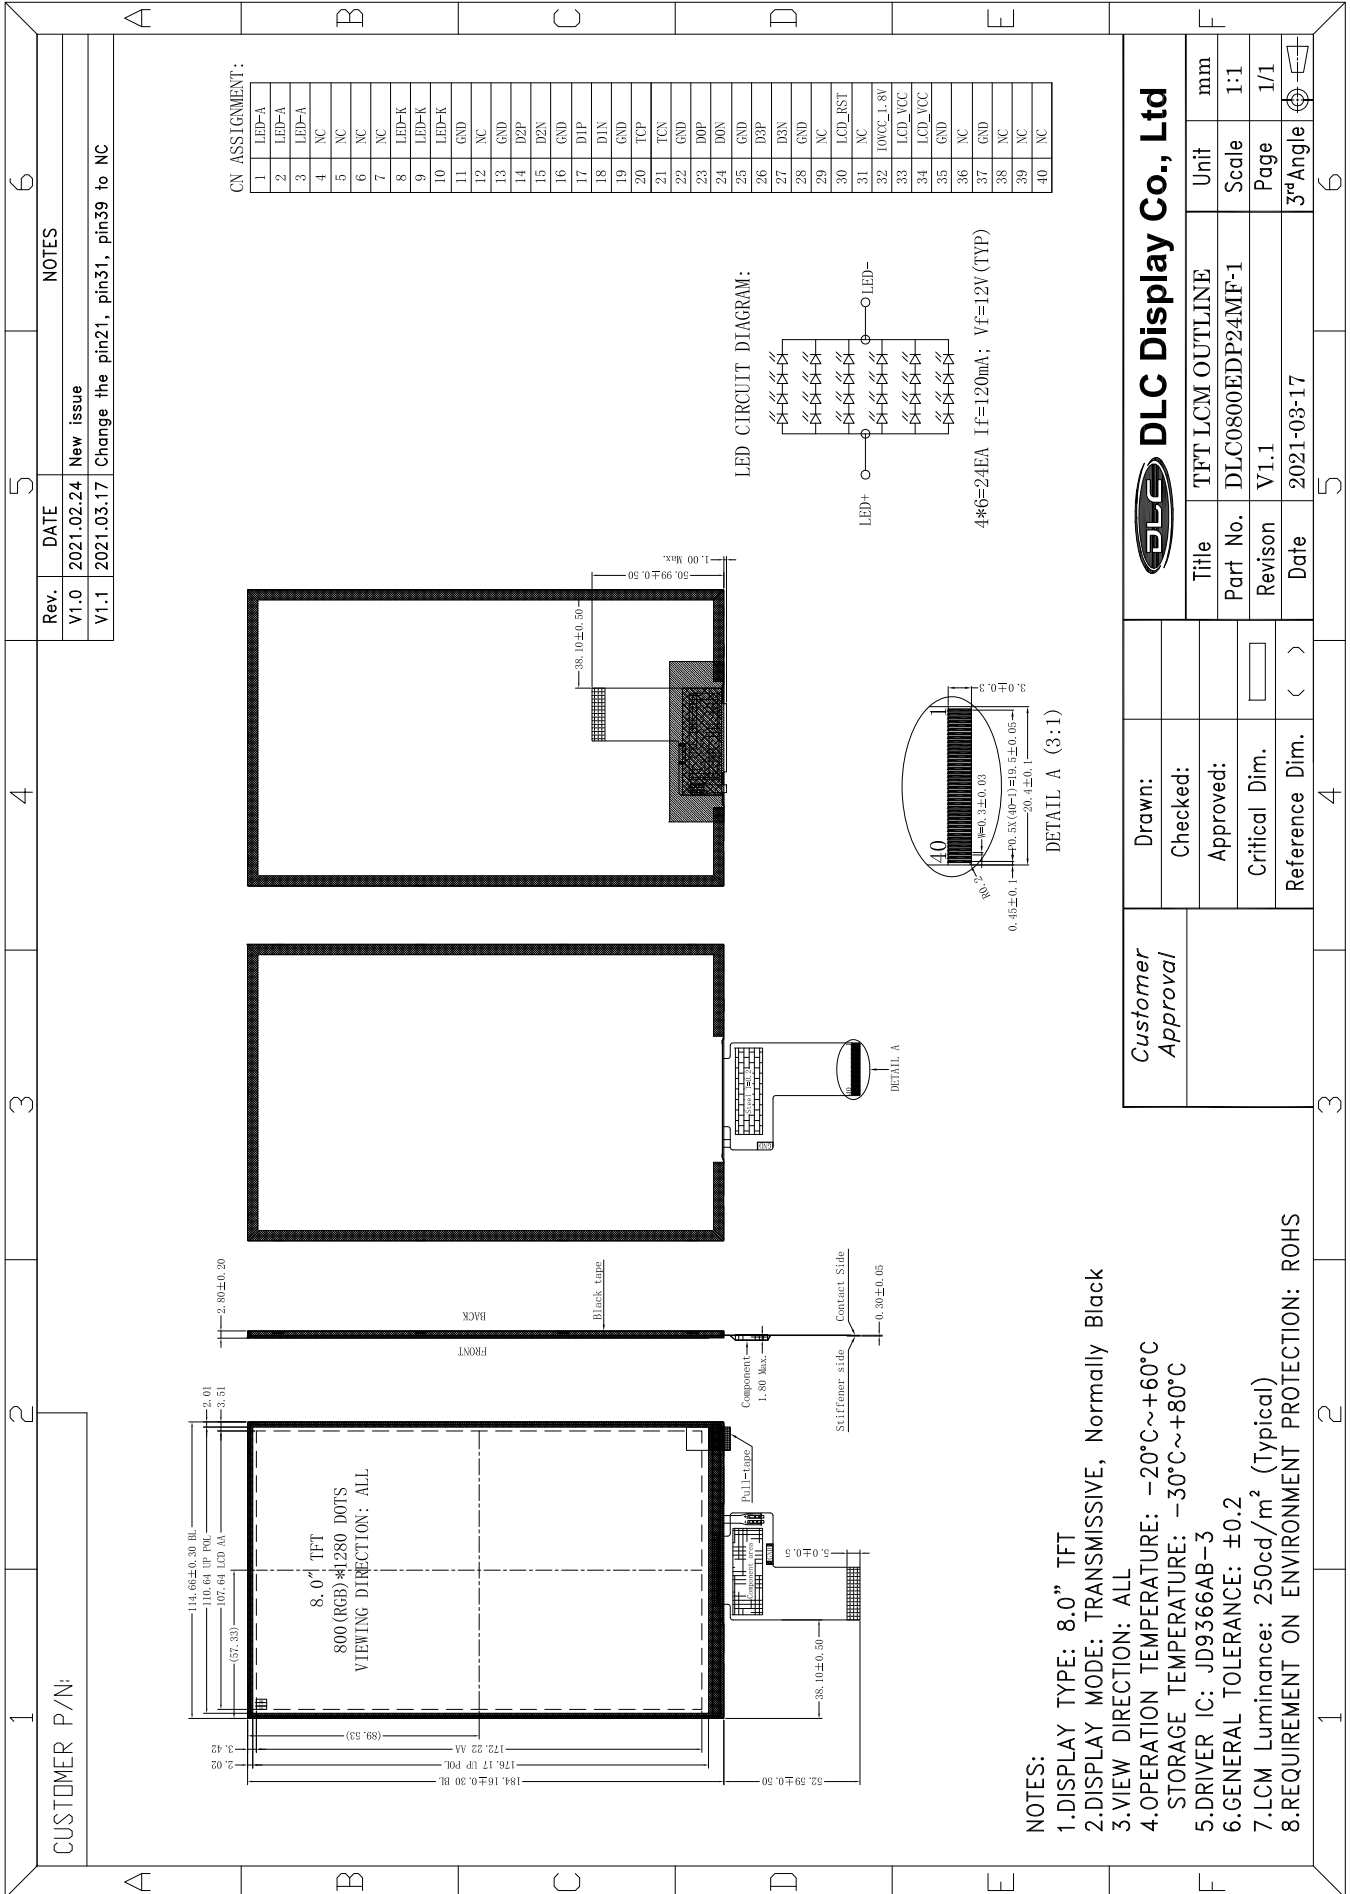 1
2
3
4
5
6
A
B
C
D
E
F
CUSTOMER P/N:
Rev. DATE NOTES
V1.0 2021.02.24 New issue
V1.1 2021.03.17 Change the pin21, pin31, pin39 to NC
114.66±0.30 BL
110.64 UP POL
107.64 LCD AA
(57.33)
2.01
3.51
3.42
2.02
(89.53)
172.22 AA
176.17 UP POL
184.16±0.30 BL
52.59±0.50
8.0" TFT
800(RGB)*1280 DOTS
VIEWING DIRECTION: ALL
Pull-tape
Component area
5.0±0.5
38.10±0.50
2.80±0.20
FRONT
BACK
Black tape
Component
1.80 Max.
Stiffener side
Contact Side
0.30±0.05
Steel T=0.2
DETAIL A
38.10±0.50
50.99±0.50
1.00 Max.
40
1
R0.2
W=0.3±0.03
0.45±0.1
P0.5X(40-1)=19.5±0.05
20.4±0.1
3.0±0.3
DETAIL A (3:1)
LED CIRCUIT DIAGRAM:
LED+
LED-
4*6=24EA If=120mA; Vf=12V(TYP)
CN ASSIGNMENT:
1 LED-A
2 LED-A
3 LED-A
4 NC
5 NC
6 NC
7 NC
8 LED-K
9 LED-K
10 LED-K
11 GND
12 NC
13 GND
14 D2P
15 D2N
16 GND
17 D1P
18 D1N
19 GND
20 TCP
21 TCN
22 GND
23 D0P
24 D0N
25 GND
26 D3P
27 D3N
28 GND
29 NC
30 LCD_RST
31 NC
32 IOVCC_1.8V
33 LCD_VCC
34 LCD_VCC
35 GND
36 NC
37 GND
38 NC
39 NC
40 NC
NOTES:
1.DISPLAY TYPE: 8.0" TFT
2.DISPLAY MODE: TRANSMISSIVE, Normally Black
3.VIEW DIRECTION: ALL
4.OPERATION TEMPERATURE: -20°C~+60°C
STORAGE TEMPERATURE: -30°C~+80°C
5.DRIVER IC: JD9366AB-3
6.GENERAL TOLERANCE: ±0.2
7.LCM Luminance: 250cd/m² (Typical)
8.REQUIREMENT ON ENVIRONMENT PROTECTION: ROHS
Customer
Approval
Drawn:
Checked:
Approved:
Critical Dim.
Reference Dim. ( )
DLC DLC Display Co., Ltd
Title TFT LCM OUTLINE Unit mm
Part No. DLC0800EDP24MF-1 Scale 1:1
Revison V1.1 Page 1/1
Date 2021-03-17 3rd Angle
1
2
3
4
5
6
A
B
C
D
E
F